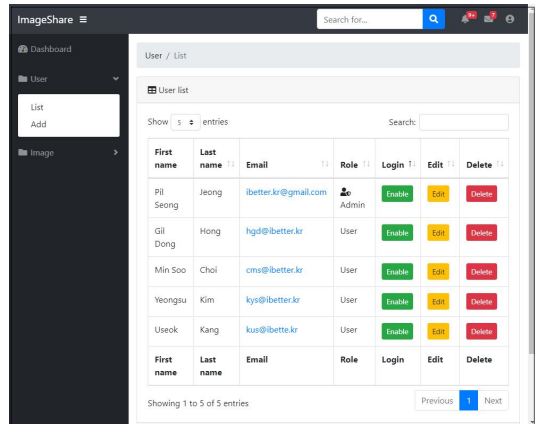 ImageShare
Search for...
9+
7
Dashboard
User
List
Add
Image
User / List
User list
Show 5 entries
Search:
First name Last name Email Role Login Edit Delete
Pil Seong Jeong ibetter.kr@gmail.com Admin Enable Edit Delete
Gil Dong Hong hgd@ibetter.kr User Enable Edit Delete
Min Soo Choi cms@ibetter.kr User Enable Edit Delete
Yeongsu Kim kys@ibetter.kr User Enable Edit Delete
Useok Kang kus@ibette.kr User Enable Edit Delete
First name Last name Email Role Login Edit Delete
Showing 1 to 5 of 5 entries
Previous 1 Next